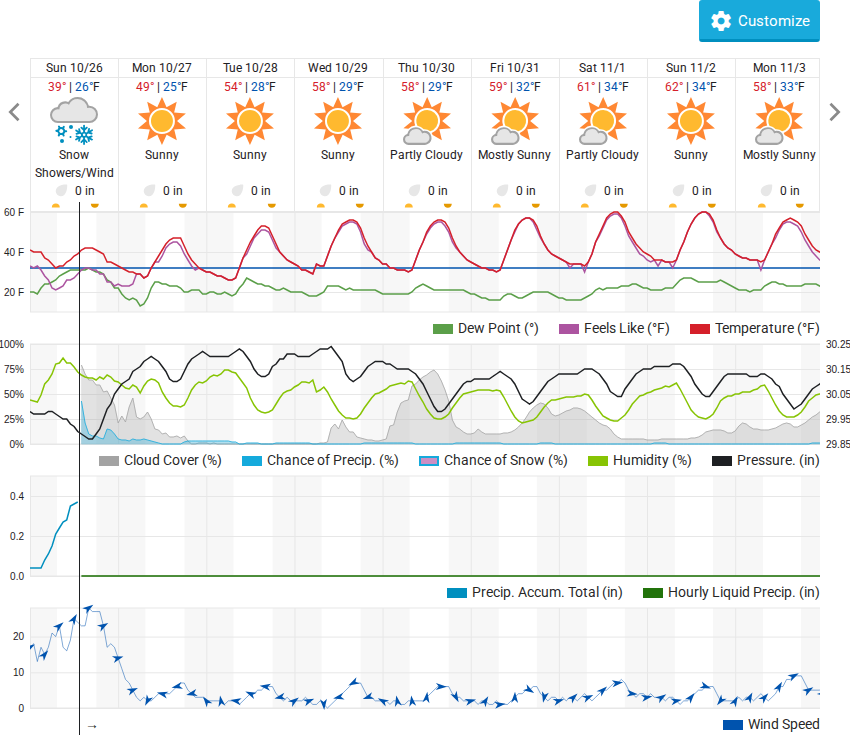 Customize
Sun 10/26 Mon 10/27 Tue 10/28 Wed 10/29 Thu 10/30 Fri 10/31 Sat 11/1 Sun 11/2 Mon 11/3
39° | 26°F 49° | 25°F 54° | 28°F 58° | 29°F 58° | 29°F 59° | 32°F 61° | 34°F 62° | 34°F 58° | 33°F
Snow Sunny Sunny Sunny Partly Cloudy Mostly Sunny Partly Cloudy Sunny Mostly Sunny
Showers/Wind
0 in 0 in 0 in 0 in 0 in 0 in 0 in 0 in 0 in
60 F
40 F
20 F
Dew Point (°) Feels Like (°F) Temperature (°F)
100% 30.25
75% 30.15
50% 30.05
25% 29.95
0% 29.85
Cloud Cover (%) Chance of Precip. (%) Chance of Snow (%) Humidity (%) Pressure. (in)
0.4
0.2
0.0
Precip. Accum. Total (in) Hourly Liquid Precip. (in)
20
10
0
→ Wind Speed